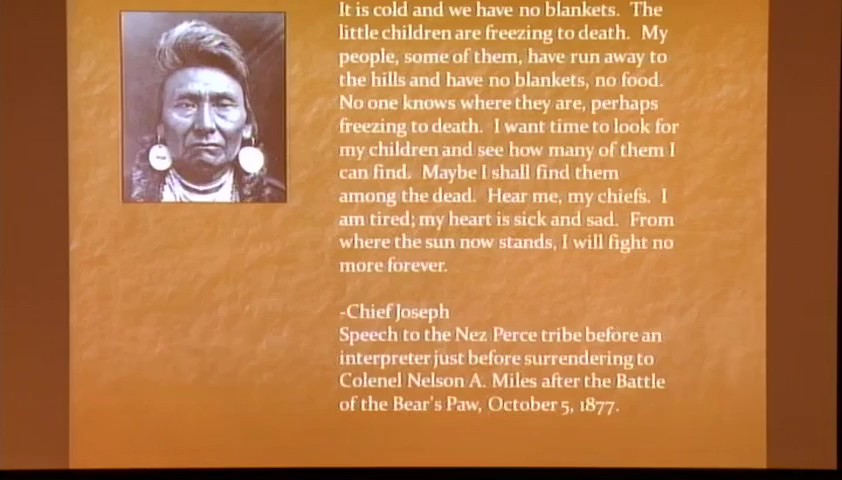 It is cold and we have no blankets.  The
little children are freezing to death.  My
people, some of them, have run away to
the hills and have no blankets, no food.
No one knows where they are, perhaps
freezing to death.  I want time to look for
my children and see how many of them I
can find.  Maybe I shall find them
among the dead.  Hear me, my chiefs.  I
am tired; my heart is sick and sad.  From
where the sun now stands, I will fight no
more forever.
-Chief Joseph
Speech to the Nez Perce tribe before an
interpreter just before surrendering to
Colenel Nelson A. Miles after the Battle
of the Bear's Paw, October 5, 1877.